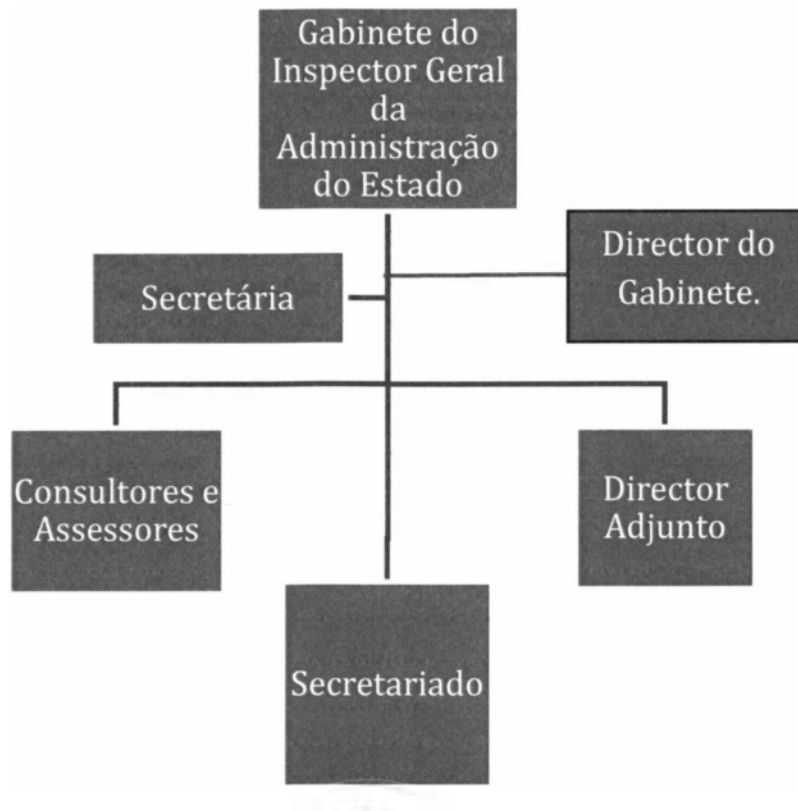 Gabinete do
Inspector Geral
da
Administração
do Estado
Director do
Gabinete.
Secretária
Consultores e
Assessores
Director
Adjunto
Secretariado